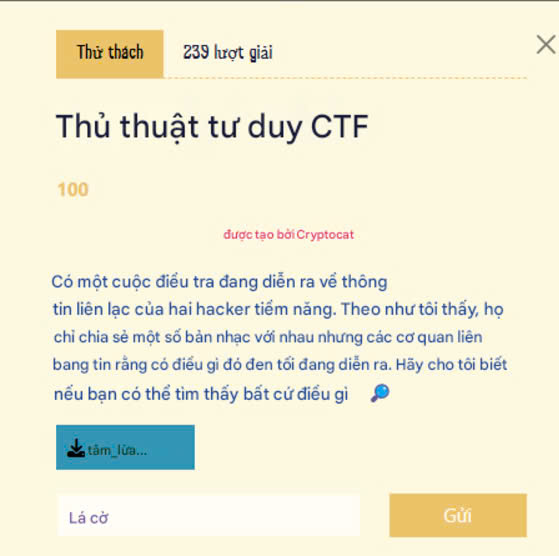 Thử thách
239 lượt giải
Thủ thuật tư duy CTF
100
được tạo bởi Cryptocat
Có một cuộc điều tra đang diễn ra về thông
tin liên lạc của hai hacker tiềm năng. Theo như tôi thấy, họ
chỉ chia sẻ một số bản nhạc với nhau nhưng các cơ quan liên
bang tin rằng có điều gì đó đen tối đang diễn ra. Hãy cho tôi biết
nếu bạn có thể tìm thấy bất cứ điều gì
tâm_lừa...
Lá cờ
Gửi